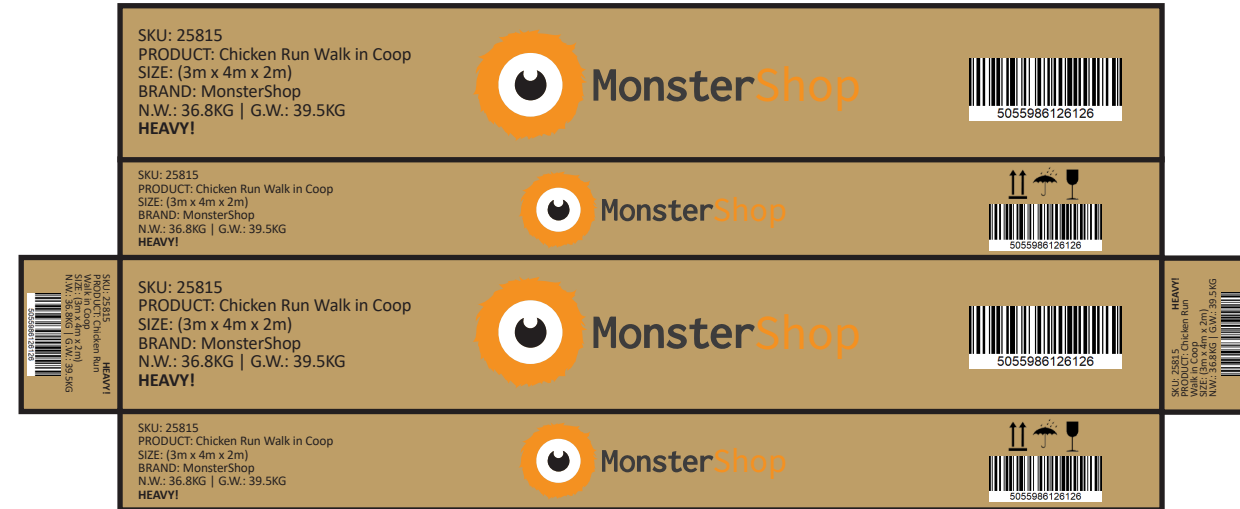 SKU: 25815
PRODUCT: Chicken Run Walk in Coop
SIZE: (3m x 4m x 2m)
BRAND: MonsterShop
N.W.: 36.8KG | G.W.: 39.5KG
HEAVY!
MonsterShop
5055986126126
SKU: 25815
PRODUCT: Chicken Run Walk in Coop
SIZE: (3m x 4m x 2m)
BRAND: MonsterShop
N.W.: 36.8KG | G.W.: 39.5KG
HEAVY!
MonsterShop
5055986126126
SKU: 25815 HEAVY!
PRODUCT: Chicken Run
Walk in Coop
SIZE: (3m x 4m x 2m)
N.W.: 36.8KG | G.W.: 39.5KG
5055986126126
SKU: 25815
PRODUCT: Chicken Run Walk in Coop
SIZE: (3m x 4m x 2m)
BRAND: MonsterShop
N.W.: 36.8KG | G.W.: 39.5KG
HEAVY!
MonsterShop
5055986126126
SKU: 25815 HEAVY!
PRODUCT: Chicken Run
Walk in Coop
SIZE: (3m x 4m x 2m)
N.W.: 36.8KG | G.W.: 39.5KG
SKU: 25815
PRODUCT: Chicken Run Walk in Coop
SIZE: (3m x 4m x 2m)
BRAND: MonsterShop
N.W.: 36.8KG | G.W.: 39.5KG
HEAVY!
MonsterShop
5055986126126